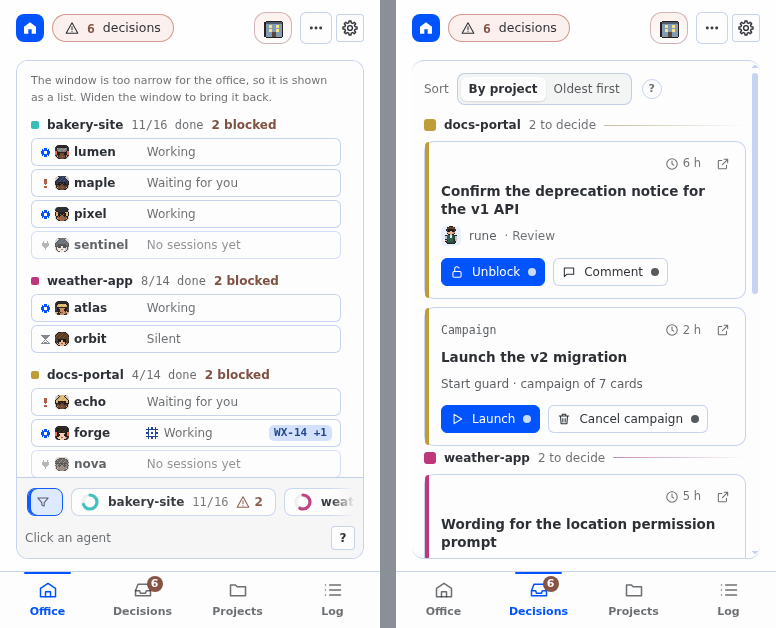 6 decisions
The window is too narrow for the office, so it is shown
as a list. Widen the window to bring it back.
bakery-site 11/16 done 2 blocked
lumen Working
maple Waiting for you
pixel Working
sentinel No sessions yet
weather-app 8/14 done 2 blocked
atlas Working
orbit Silent
docs-portal 4/14 done 2 blocked
echo Waiting for you
forge Working WX-14 +1
nova No sessions yet
bakery-site 11/16 2 weat
Click an agent ?
6
Office Decisions Projects Log
6 decisions
Sort By project Oldest first ?
docs-portal 2 to decide
6 h
Confirm the deprecation notice for
the v1 API
rune · Review
Unblock Comment
Campaign 2 h
Launch the v2 migration
Start guard · campaign of 7 cards
Launch Cancel campaign
weather-app 2 to decide
5 h
Wording for the location permission
prompt
6
Office Decisions Projects Log